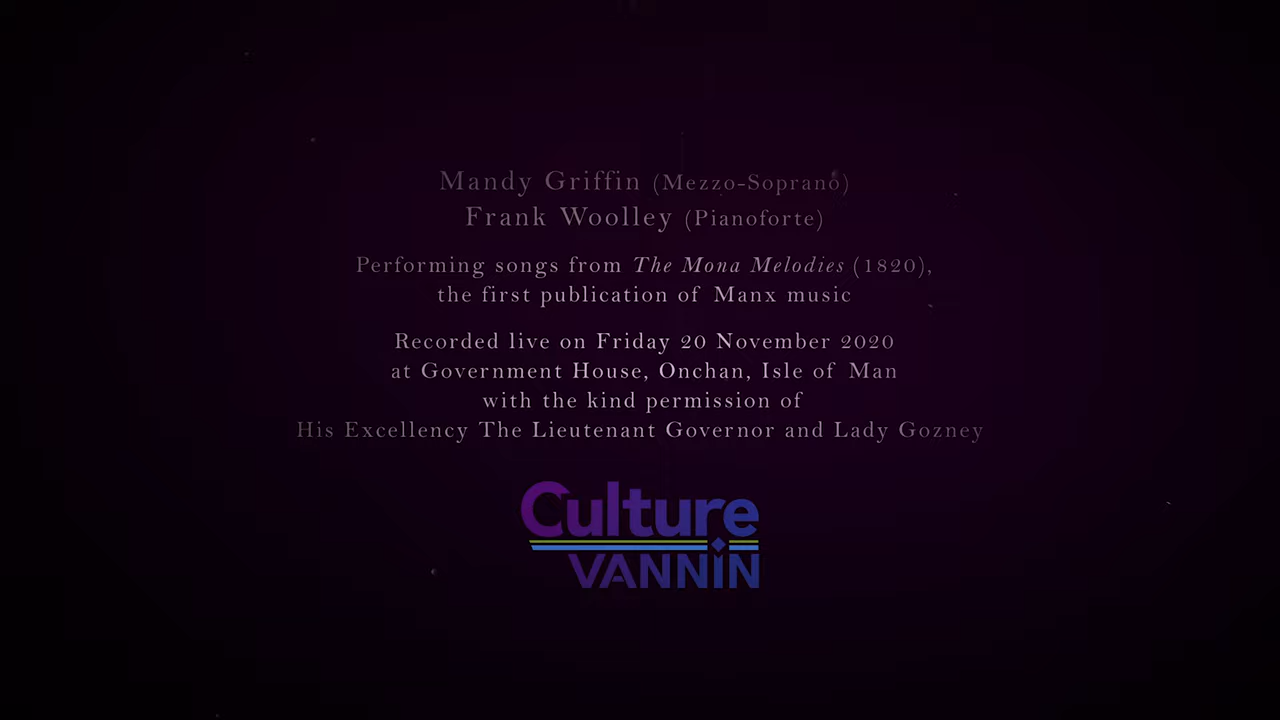 Mandy Griffin (Mezzo-Soprano)
Frank Woolley (Pianoforte)
Performing songs from The Mona Melodies (1820),
the first publication of Manx music
Recorded live on Friday 20 November 2020
at Government House, Onchan, Isle of Man
with the kind permission of
His Excellency The Lieutenant Governor and Lady Gozney
Culture
VANNIN